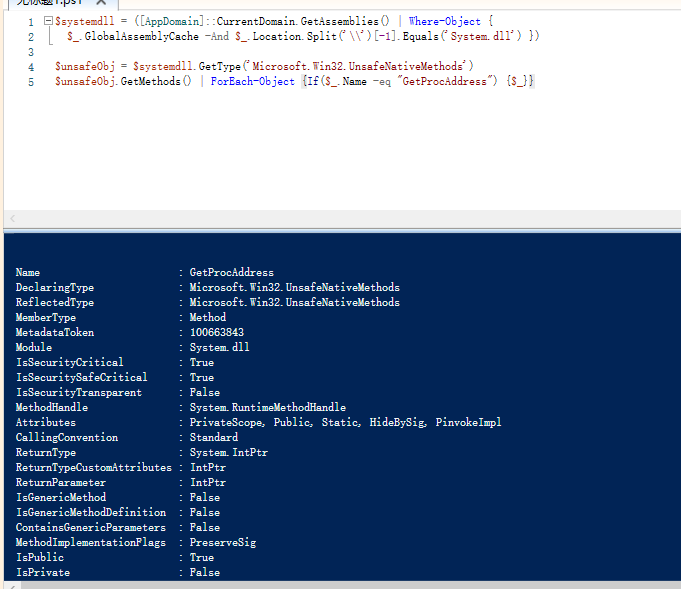 无标题1.ps1 X
1 $systemdll = ([AppDomain]::CurrentDomain.GetAssemblies() | Where-Object {
2 $_.GlobalAssemblyCache -And $_.Location.Split('\\')[-1].Equals('System.dll') })
3
4 $unsafeObj = $systemdll.GetType('Microsoft.Win32.UnsafeNativeMethods')
5 $unsafeObj.GetMethods() | ForEach-Object {If($_.Name -eq "GetProcAddress") {$_}}
Name : GetProcAddress
DeclaringType : Microsoft.Win32.UnsafeNativeMethods
ReflectedType : Microsoft.Win32.UnsafeNativeMethods
MemberType : Method
MetadataToken : 100663843
Module : System.dll
IsSecurityCritical : True
IsSecuritySafeCritical : True
IsSecurityTransparent : False
MethodHandle : System.RuntimeMethodHandle
Attributes : PrivateScope, Public, Static, HideBySig, PinvokeImpl
CallingConvention : Standard
ReturnType : System.IntPtr
ReturnTypeCustomAttributes : IntPtr
ReturnParameter : IntPtr
IsGenericMethod : False
IsGenericMethodDefinition : False
ContainsGenericParameters : False
MethodImplementationFlags : PreserveSig
IsPublic : True
IsPrivate : False